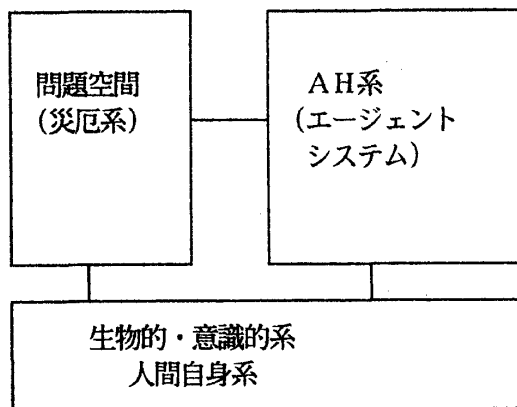 問題空間
(災厄系)
AH系
(エージェント
システム)
生物的・意識的系
人間自身系